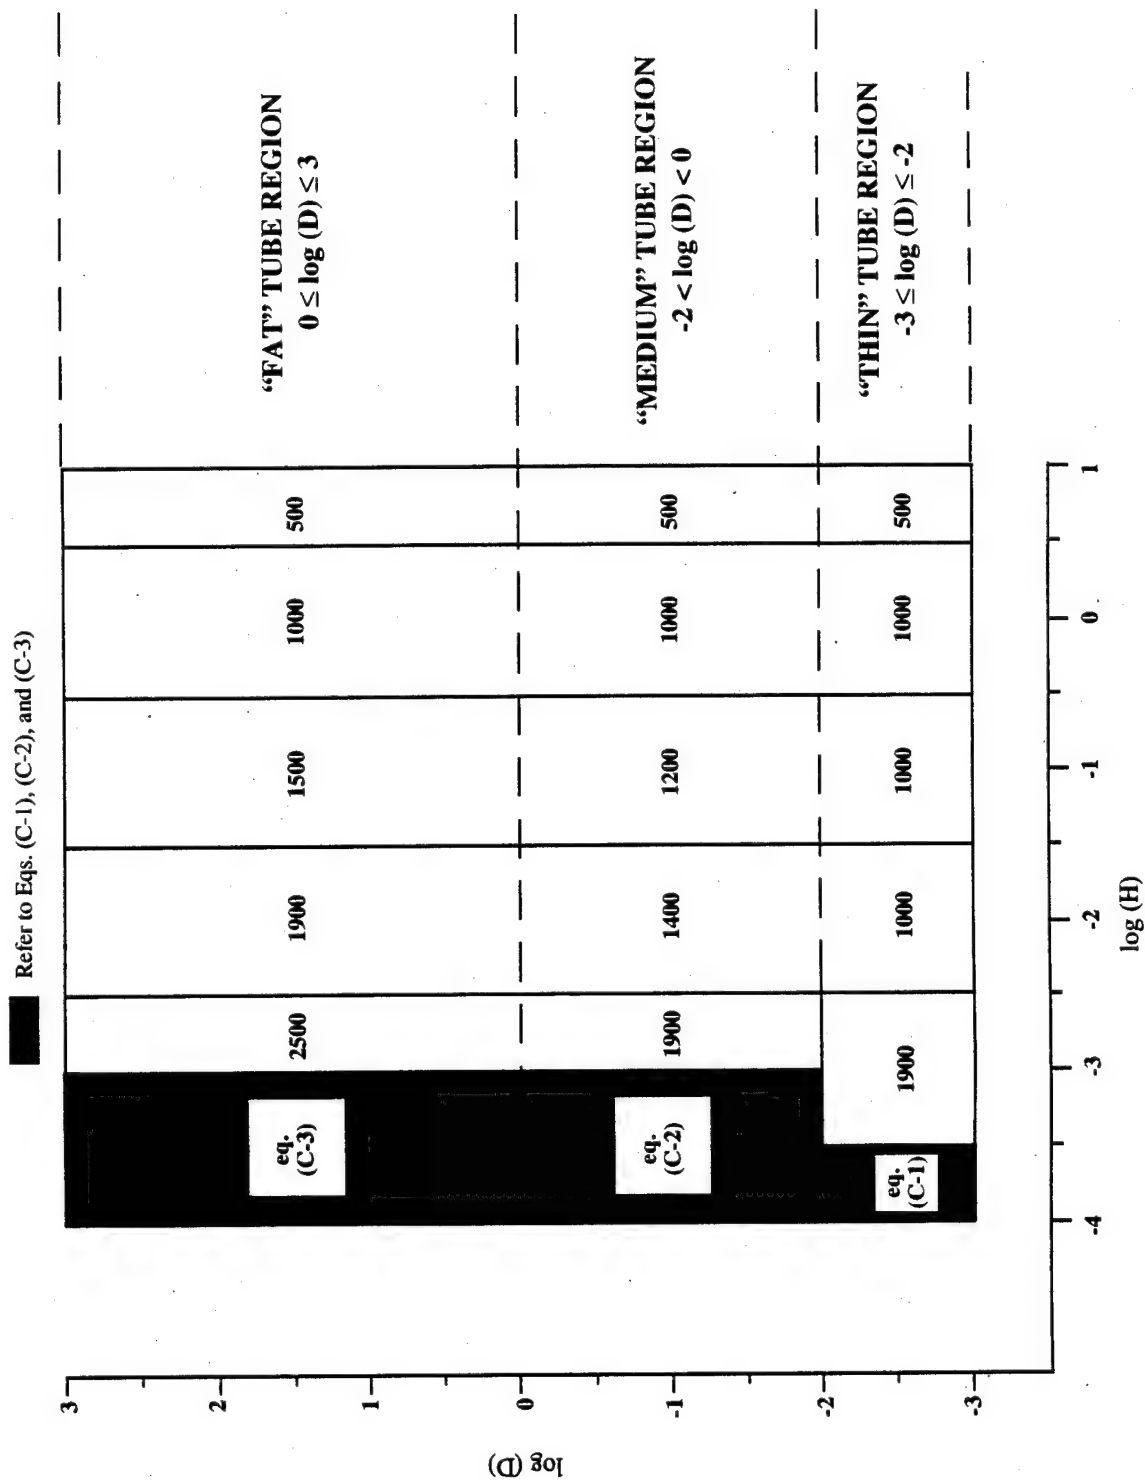 Refer to Eqs. (C-1), (C-2), and (C-3)
log (D)
3
2
1
0
-1
-2
-3
eq.
(C-3)
2500
1900
1500
1000
500
“FAT” TUBE REGION
0 ≤ log (D) ≤ 3
eq.
(C-2)
1900
1400
1200
1000
500
“MEDIUM” TUBE REGION
-2 < log (D) < 0
eq.
(C-1)
1900
1000
1000
1000
500
“THIN” TUBE REGION
-3 ≤ log (D) ≤ -2
-4
-3
-2
-1
0
1
log (H)